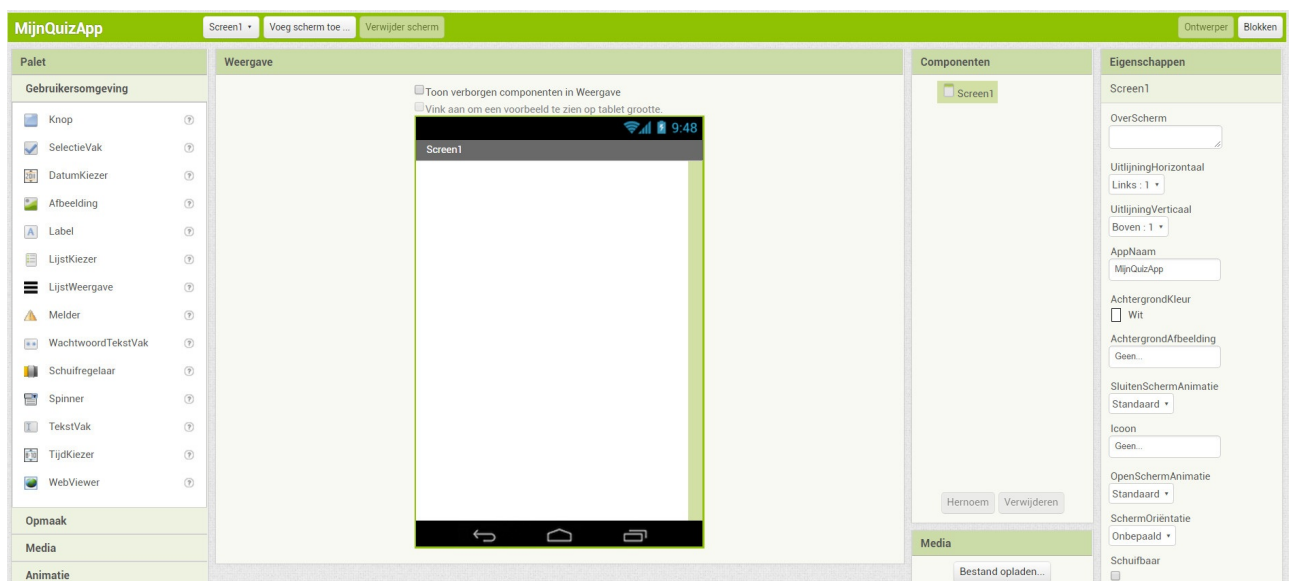 MijnQuizApp
Screen1
Voeg scherm toe ...
Verwijder scherm
Ontwerper
Blokken
Palet
Gebruikersomgeving
Knop
SelectieVak
DatumKiezer
Afbeelding
Label
LijstKiezer
LijstWeergave
Melder
WachtwoordTekstVak
Schuifregelaar
Spinner
TekstVak
TijdKiezer
WebViewer
Opmaak
Media
Animatie
Weergave
Toon verborgen componenten in Weergave
Vink aan om een voorbeeld te zien op tablet grootte.
9:48
Screen1
Componenten
Screen1
Hernoem
Verwijderen
Media
Bestand opladen...
Eigenschappen
Screen1
OverScherm
UitlijningHorizontaal
Links : 1
UitlijningVerticaal
Boven : 1
AppNaam
MijnQuizApp
AchtergrondKleur
Wit
AchtergrondAfbeelding
Geen...
SluitenSchermAnimatie
Standaard
Icoon
Geen...
OpenSchermAnimatie
Standaard
SchermOriëntatie
Onbepaald
Schuifbaar